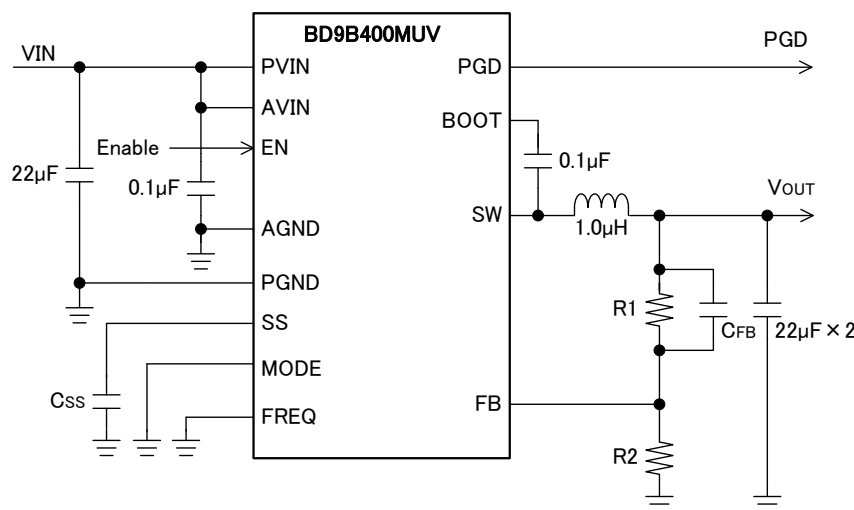 BD9B400MUV
VIN
PGD
PVIN
PGD
AVIN
BOOT
Enable
EN
22µF
0.1µF
0.1µF
VOUT
SW
1.0µH
AGND
PGND
R1
CFB
22µF × 2
SS
MODE
CSS
FREQ
FB
R2